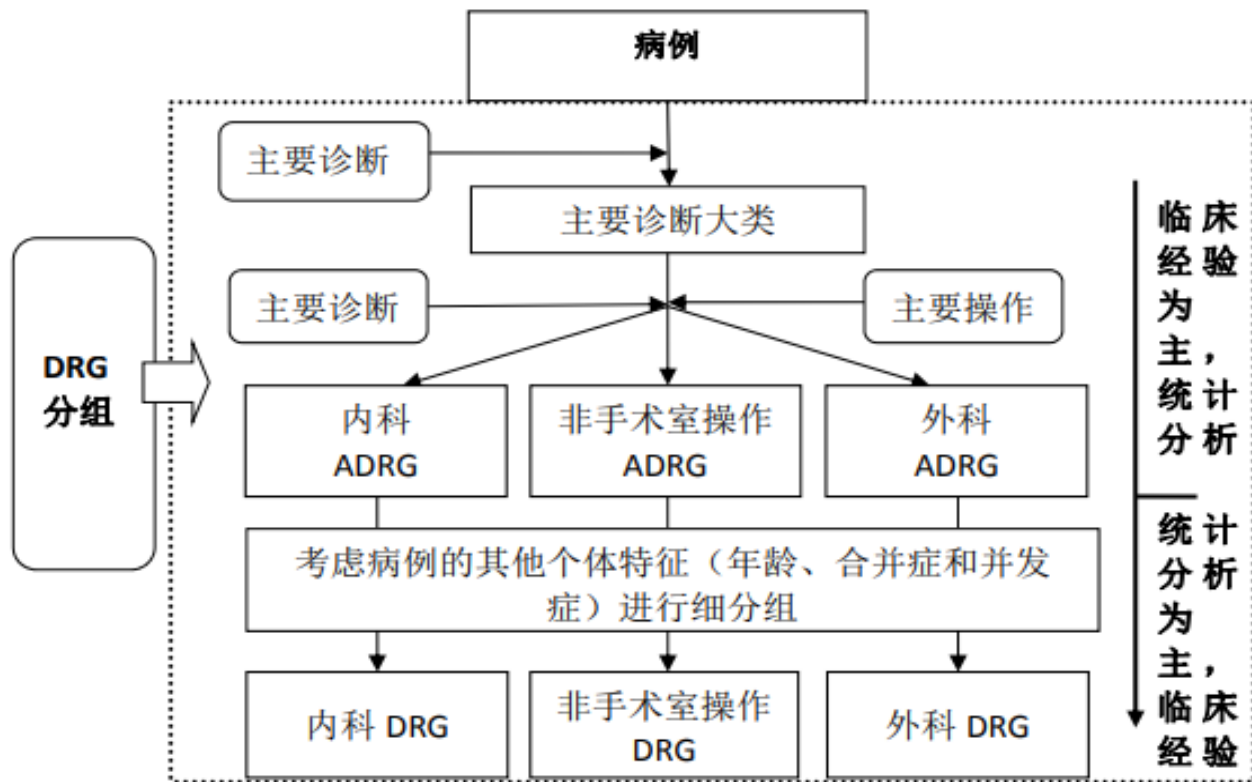 病例
主要诊断
主要诊断大类
主要诊断
主要操作
DRG
分组
内科
ADRG
非手术室操作
ADRG
外科
ADRG
考虑病例的其他个体特征（年龄、合并症和并发
症）进行细分组
内科 DRG
非手术室操作
DRG
外科 DRG
临床
经验
为
主，
统计
分析
统计
分析
为
主，
临床
经验